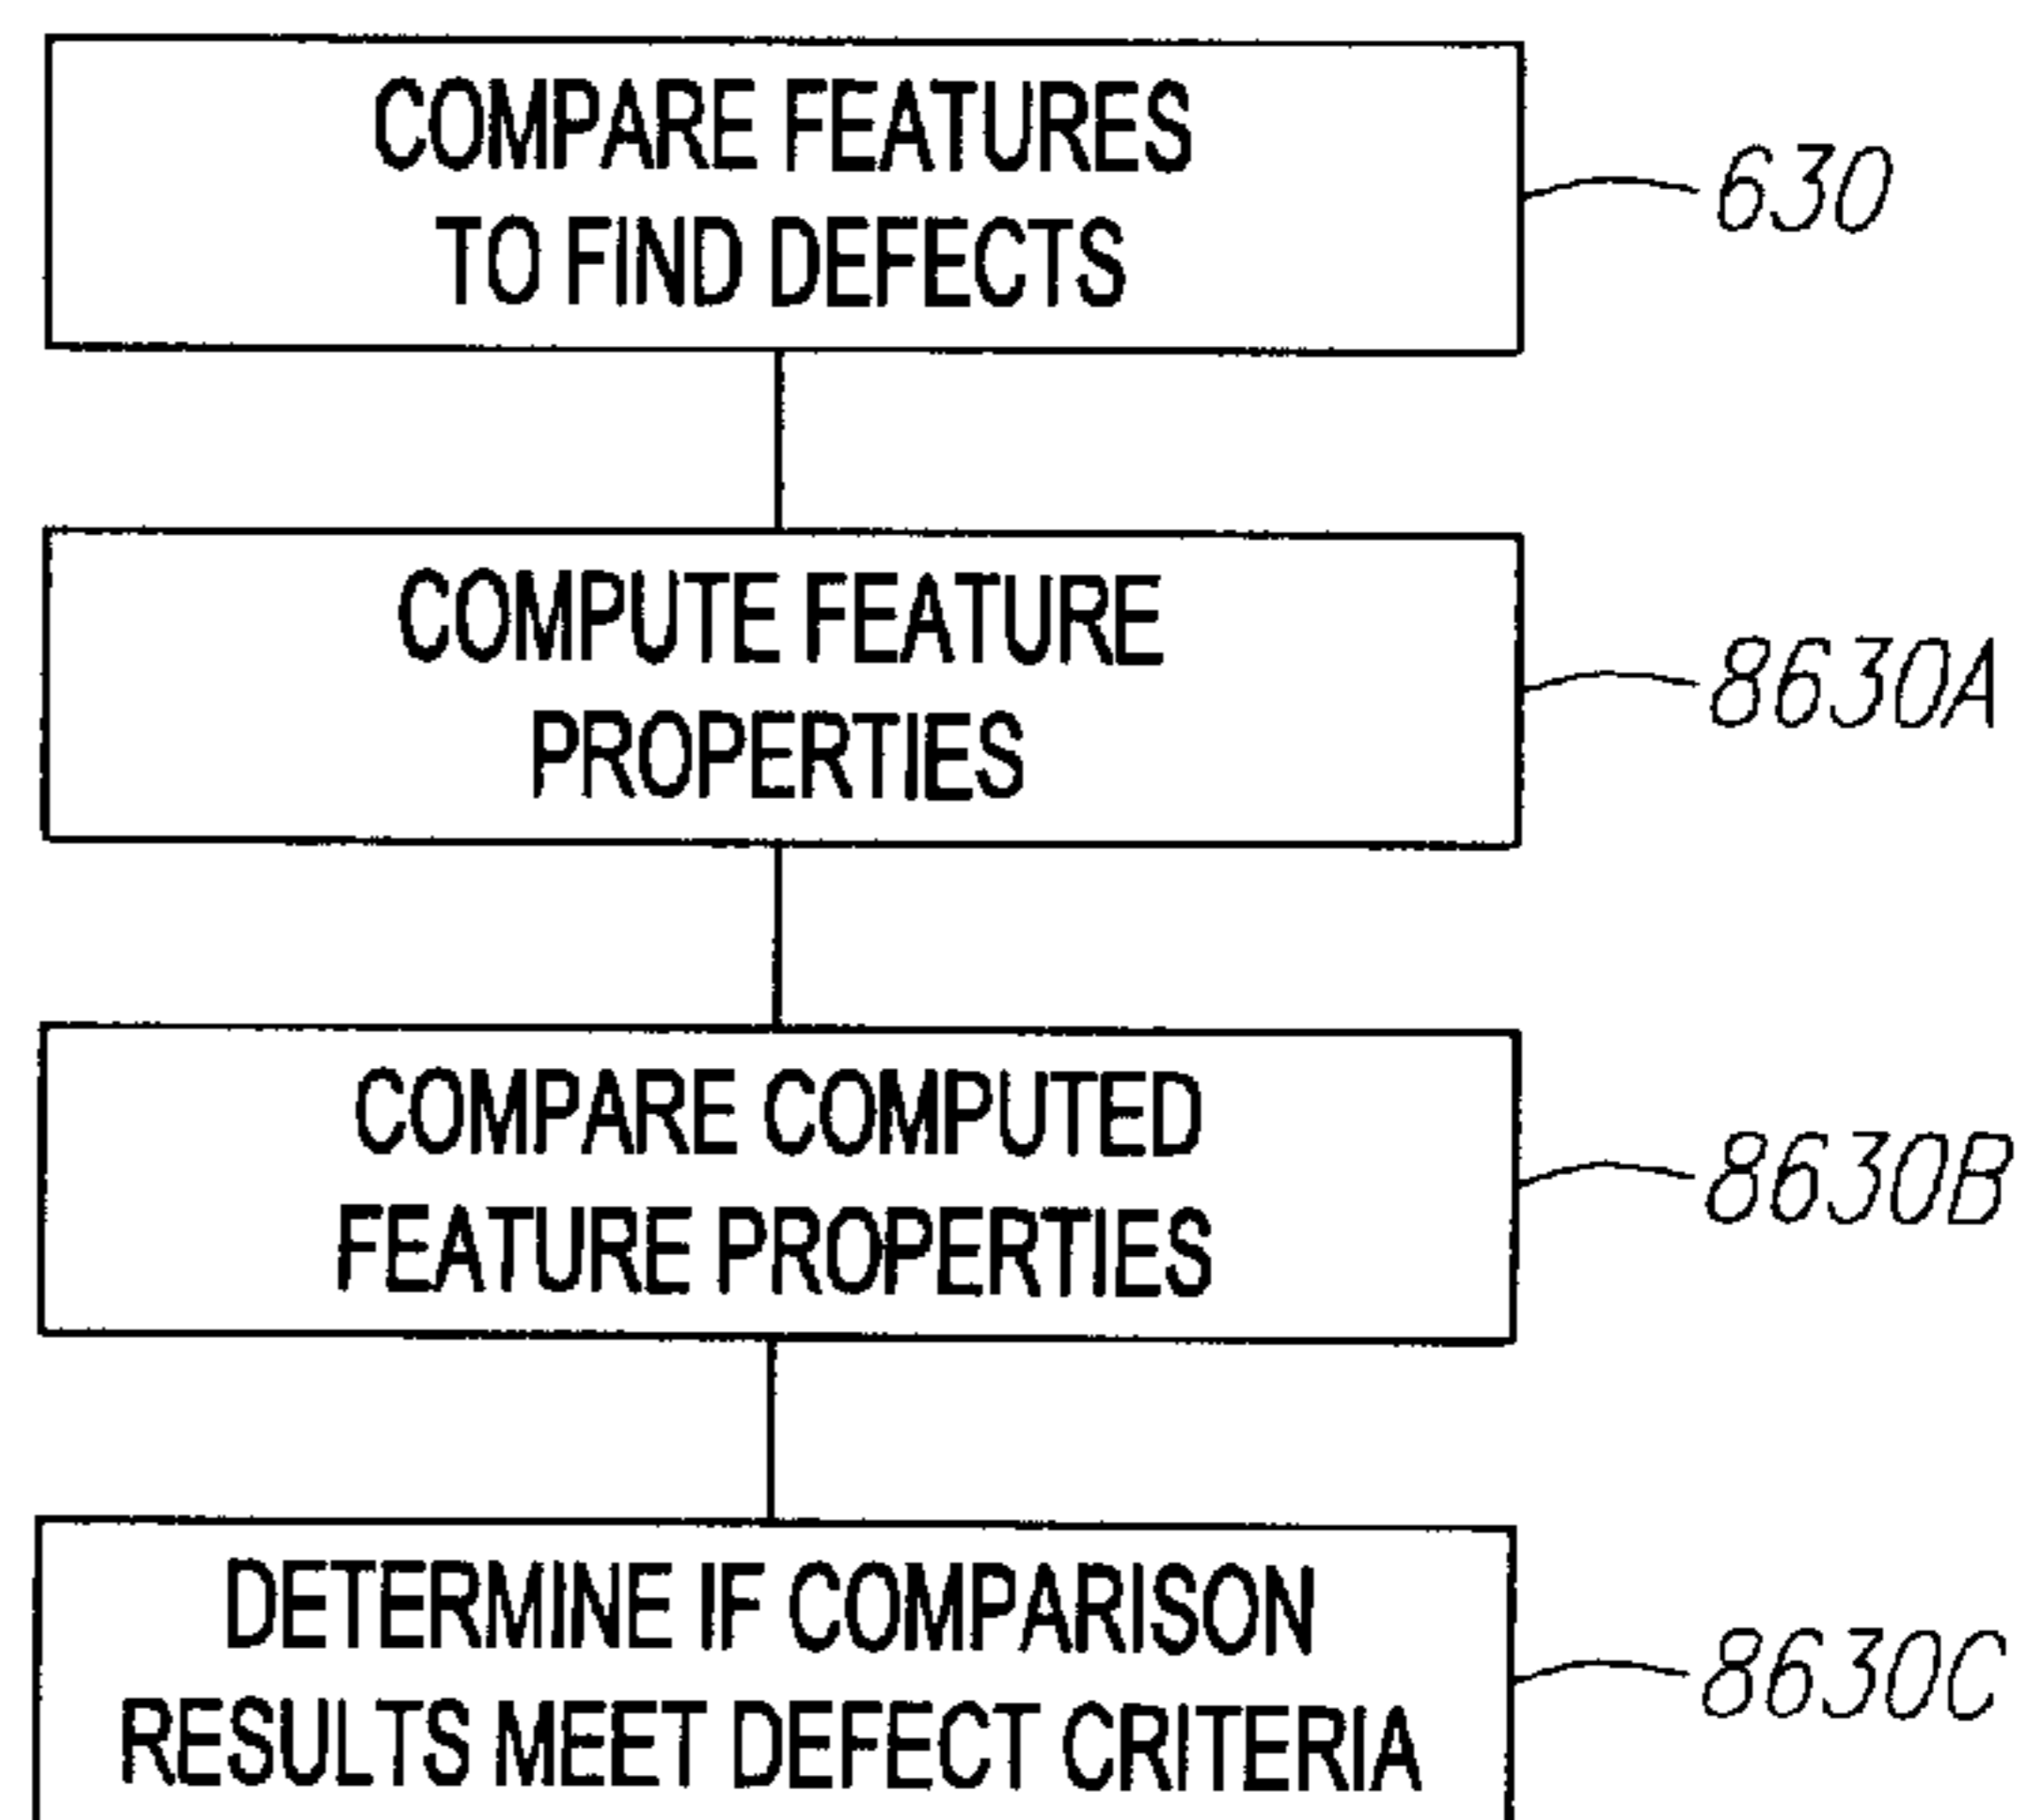 COMPARE FEATURES
TO FIND DEFECTS
630
COMPUTE FEATURE
PROPERTIES
8630A
COMPARE COMPUTED
FEATURE PROPERTIES
8630B
DETERMINE IF COMPARISON
RESULTS MEET DEFECT CRITERIA
8630C